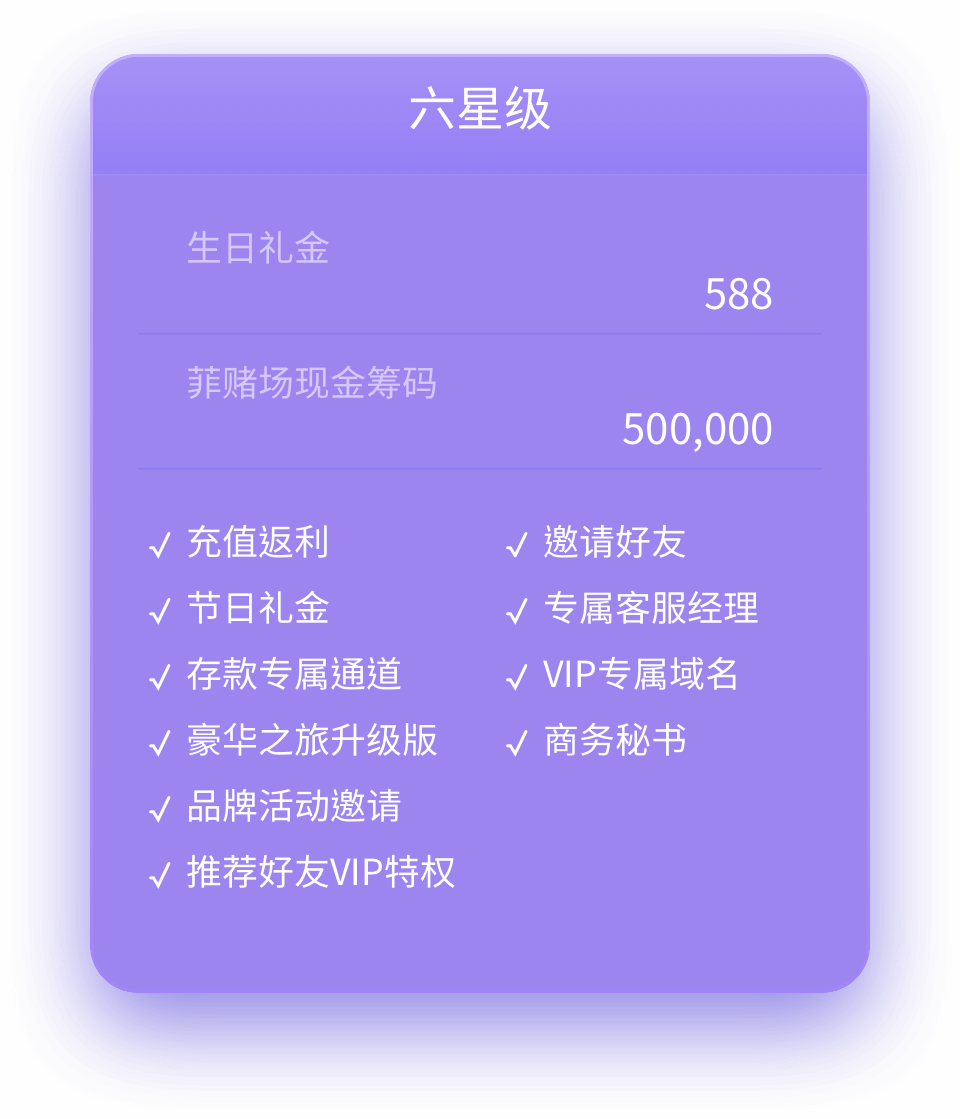 六星级
生日礼金
588
菲赌场现金筹码
500,000
✓ 充值返利
✓ 邀请好友
✓ 节日礼金
✓ 专属客服经理
✓ 存款专属通道
✓ VIP专属域名
✓ 豪华之旅升级版
✓ 商务秘书
✓ 品牌活动邀请
✓ 推荐好友VIP特权